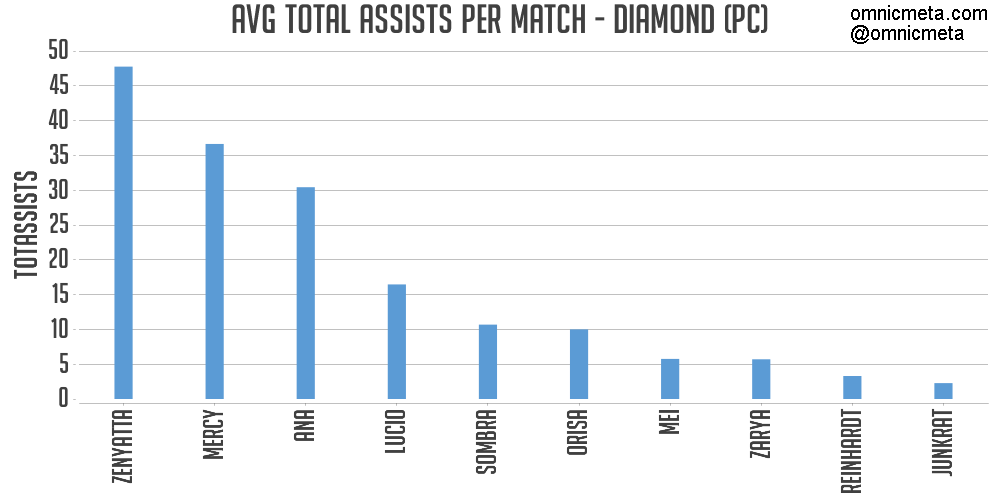 AVG TOTAL ASSISTS PER MATCH - DIAMOND (PC)
omnicmeta.com
@omnicmeta
TOTASSISTS
50
45
40
35
30
25
20
15
10
5
0
ZENYATTA
MERCY
ANA
LUCIO
SOMBRA
ORISA
MEI
ZARYA
REINHARDT
JUNKRAT